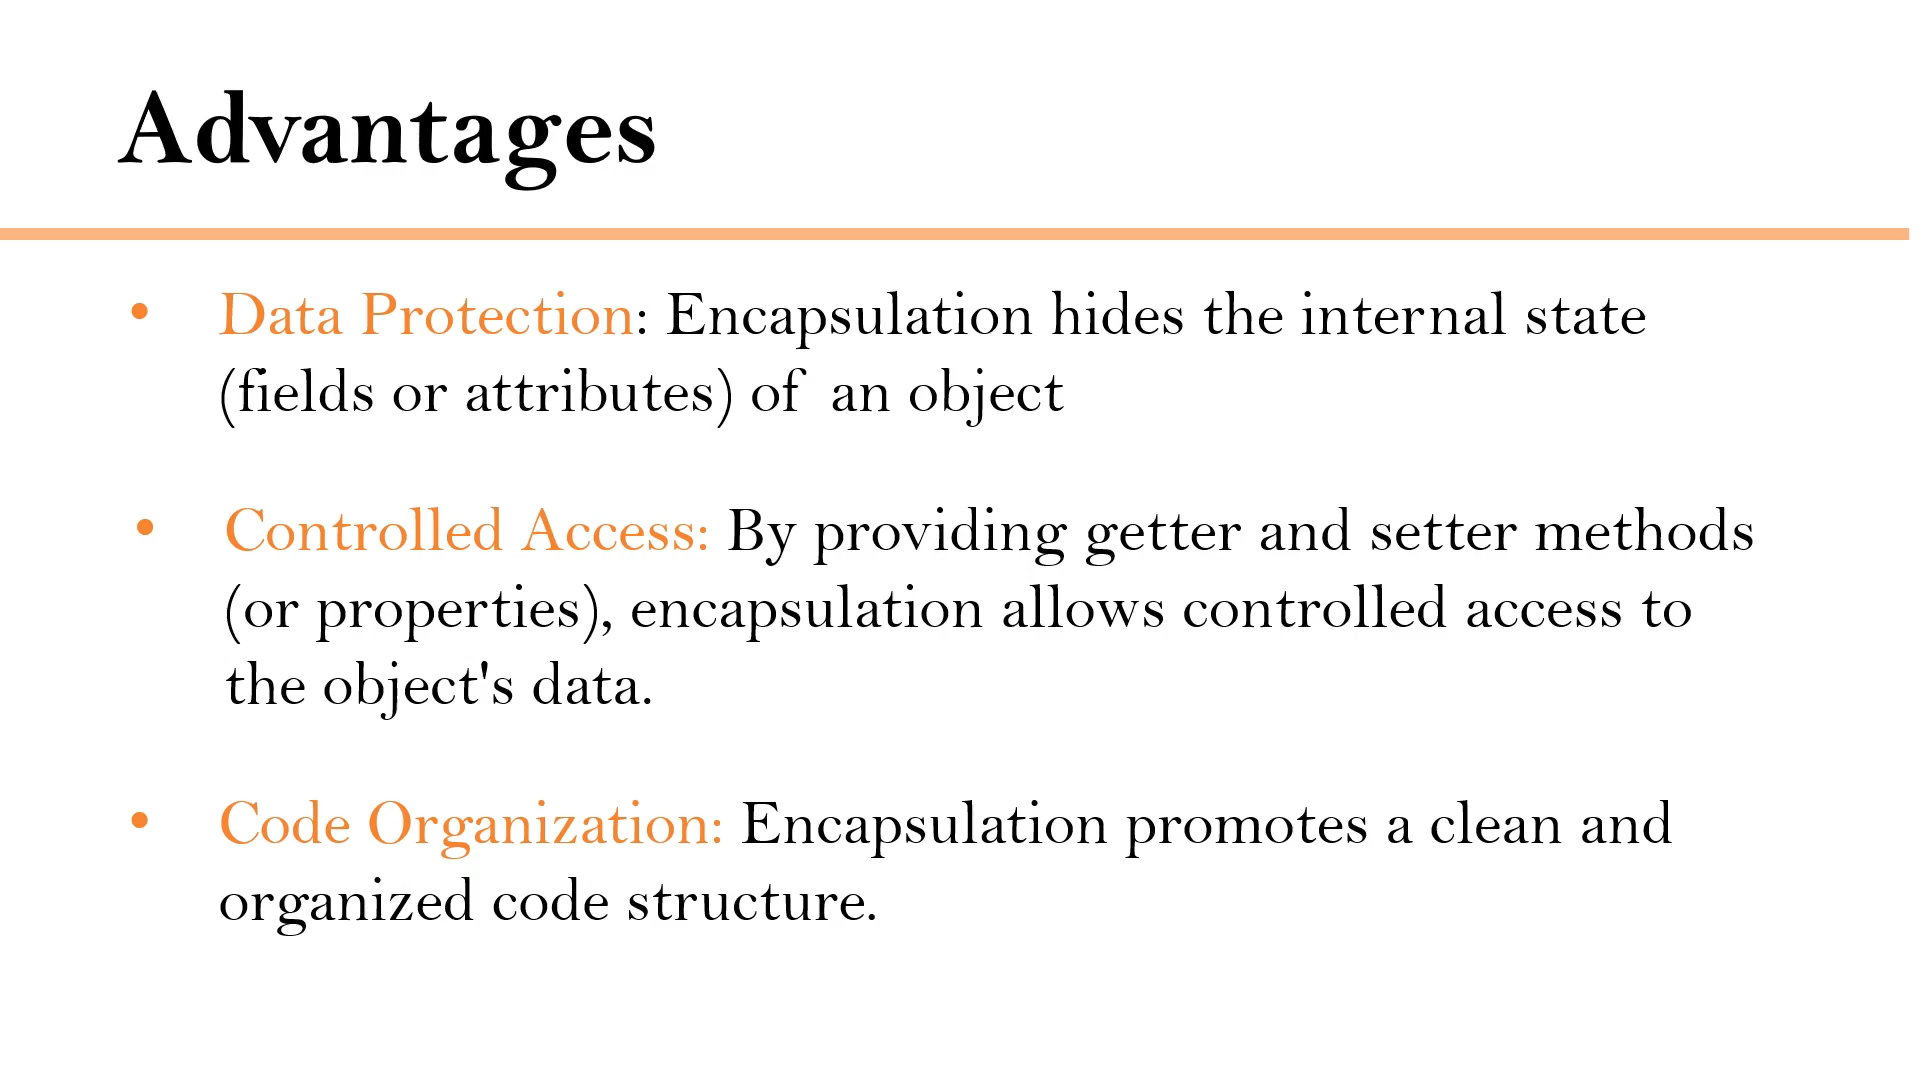 Advantages
• Data Protection: Encapsulation hides the internal state
(fields or attributes) of an object
• Controlled Access: By providing getter and setter methods
(or properties), encapsulation allows controlled access to
the object's data.
• Code Organization: Encapsulation promotes a clean and
organized code structure.